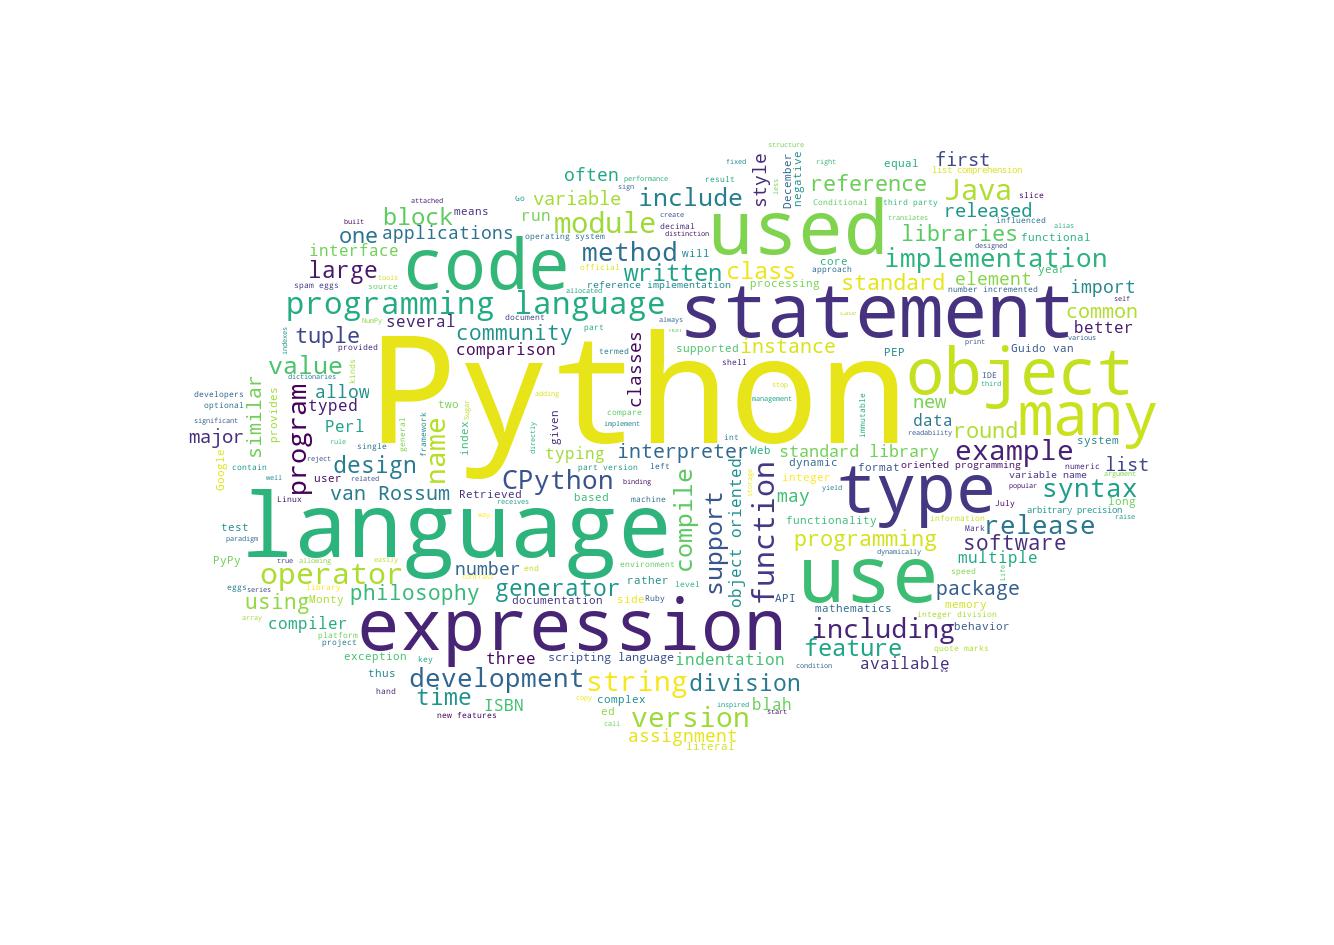 structure
fixed
style
December
negative
right
equal
first
often
performance
result
less
list comprehension
sign
reference
Java
slice
attached
Go
variable
include
Conditional
third party
released
built
block
means
run
module
create
used
translates
influenced
alias
one
applications
operating system
decimal
distinction
libraries
functional
interface
code
method
will
designed
large
tools
official
written
class
core
approach
implementation
year
spam eggs
source
reference implementation
processing
standard
element
import
allocated
number incremented
self
programming language
statement
common
NumPy
several
document
always
better
indexes
tuple
community
part
print
various
provided
comparison
termed
classes
supported
instance
PEP
Guido van
value
kinds
Python
shell
object
IDE
dictionaries
third
developers
similar
provides
program
allow
adding
stop
management
immutable
optional
typed
two
compare
new
many
significant
Perl
general
framework
name
index
sugar
directly
given
implement
data
major
rule
single
int
readability
round
system
Google
typing
interpreter
Web
standard library
example
contain
reject
design
part version
left
dynamic
format
oriented programming
numeric
list
well
user
related
CPython
binding
compile
support
object oriented
storage
function
integer
type
variable name
argument
Linux
van Rossum
Retrieved
based
machine
may
yield
popular
syntax
receives
July
long
language
way
functionality
information
arbitrary precision
raise
test
Mark
release
paradigm
programming
software
PyPy
true
allowing
easily
environment
dynamically
multiple
operator
number
end
use
speed
eggs
series
library
philosophy
generator
rather
level
package
using
Monty
documentation
side
Ruby
API
mathematics
memory
array
compiler
expression
integer division
including
behavior
platform
project
feature
quote marks
exception
key
three
scripting language
indentation
condition
available
thus
development
string
division
hand
time
ISBN
copy
complex
inspired
blah
new features
ed
version
start
call
assignment
literal